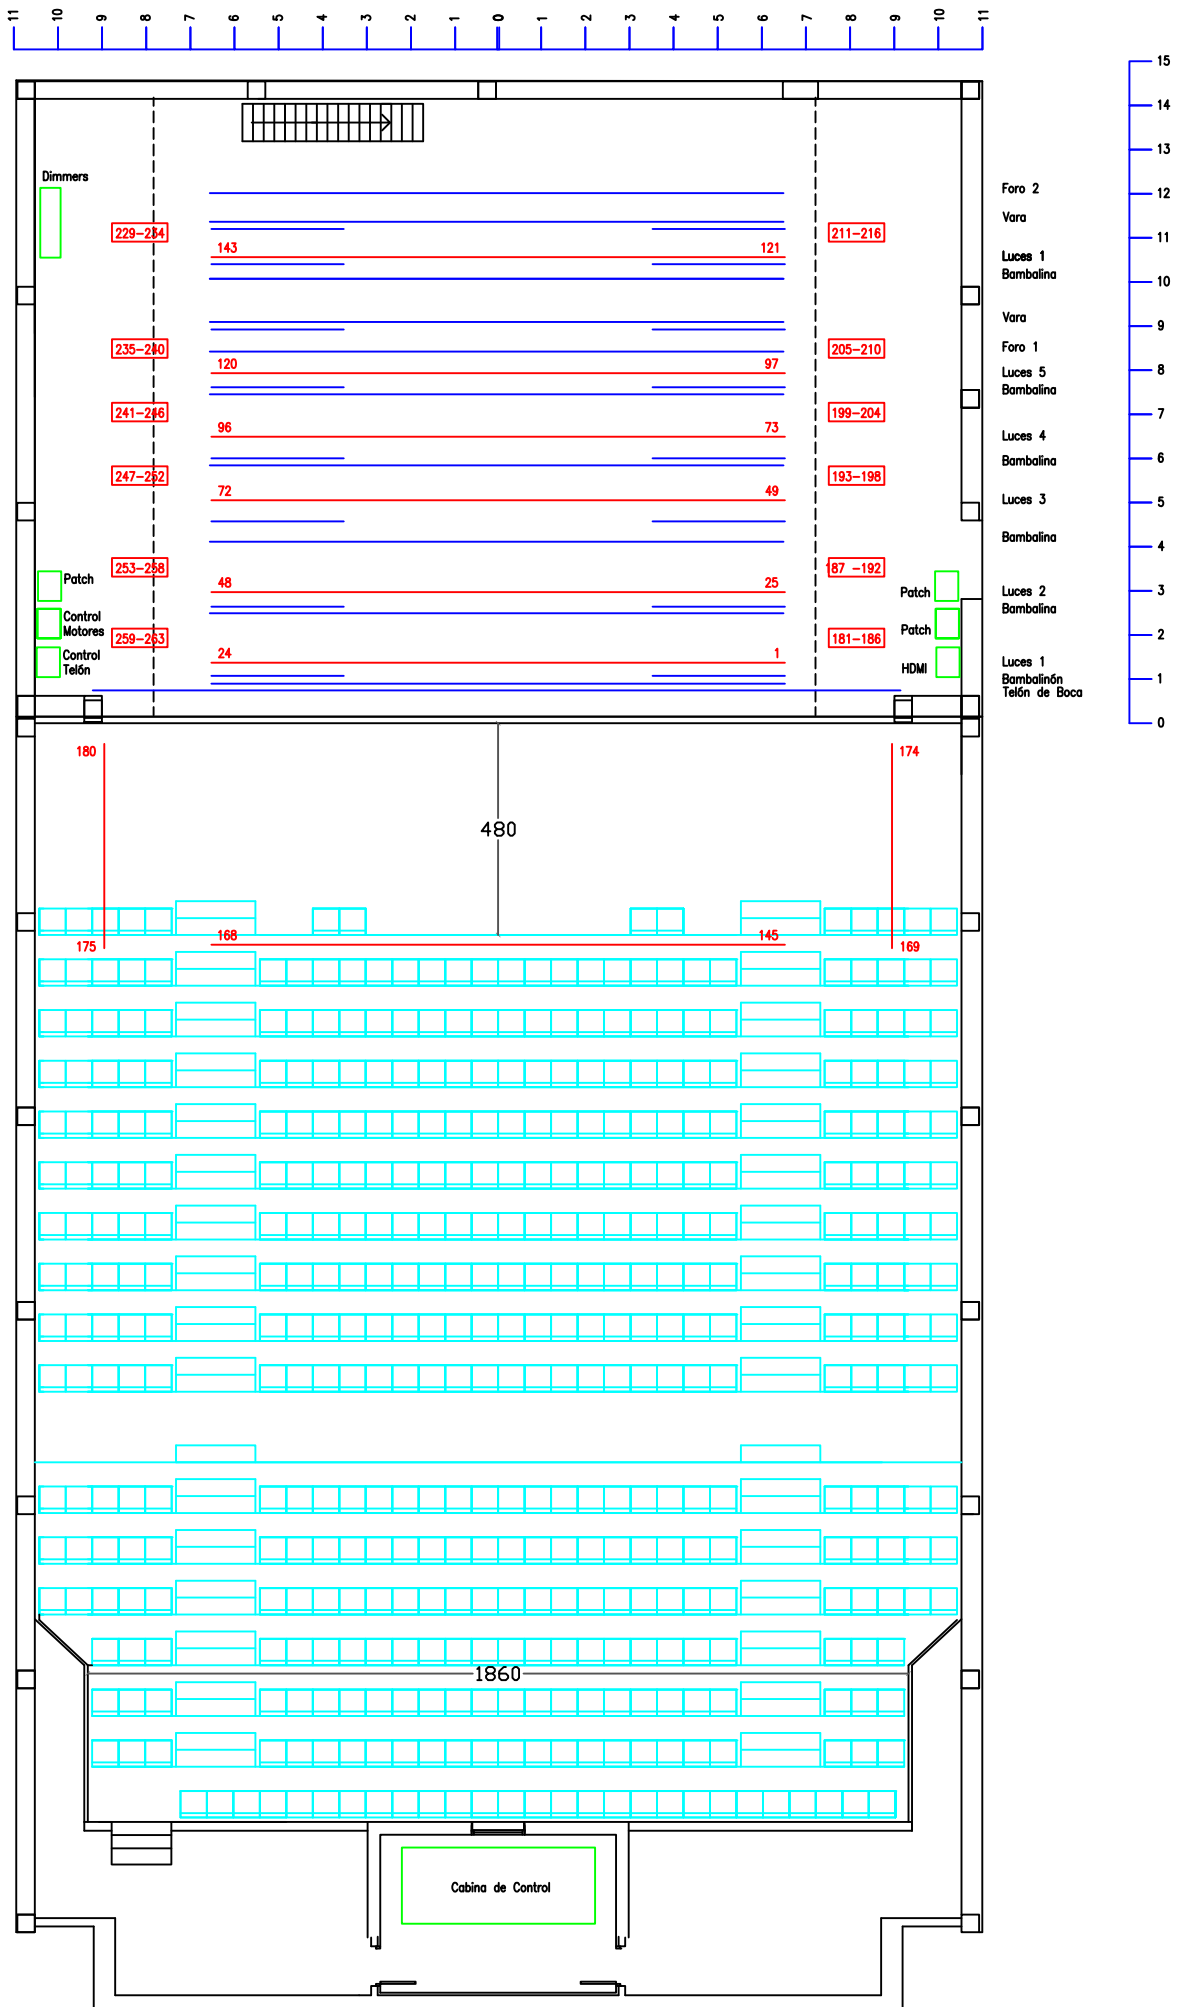 11 10 9 8 7 6 5 4 3 2 1 0 1 2 3 4 5 6 7 8 9 10 11
15
14
13
12
11
10
9
8
7
6
5
4
3
2
1
0
Dimmers
Foro 2
Vara
229-234
211-216
143
121
Luces 1
Bambalina
Vara
235-240
205-210
Foro 1
120
97
Luces 5
Bambalina
241-246
199-204
96
73
Luces 4
Bambalina
247-252
193-198
72
49
Luces 3
Bambalina
253-258
187 -192
Patch
48
25
Patch
Luces 2
Bambalina
Control
Motores
259-263
181-186
Patch
Control
Telón
24
1
HDMI
Luces 1
Bambalinón
Telón de Boca
180
174
480
175
168
145
169
1860
Cabina de Control